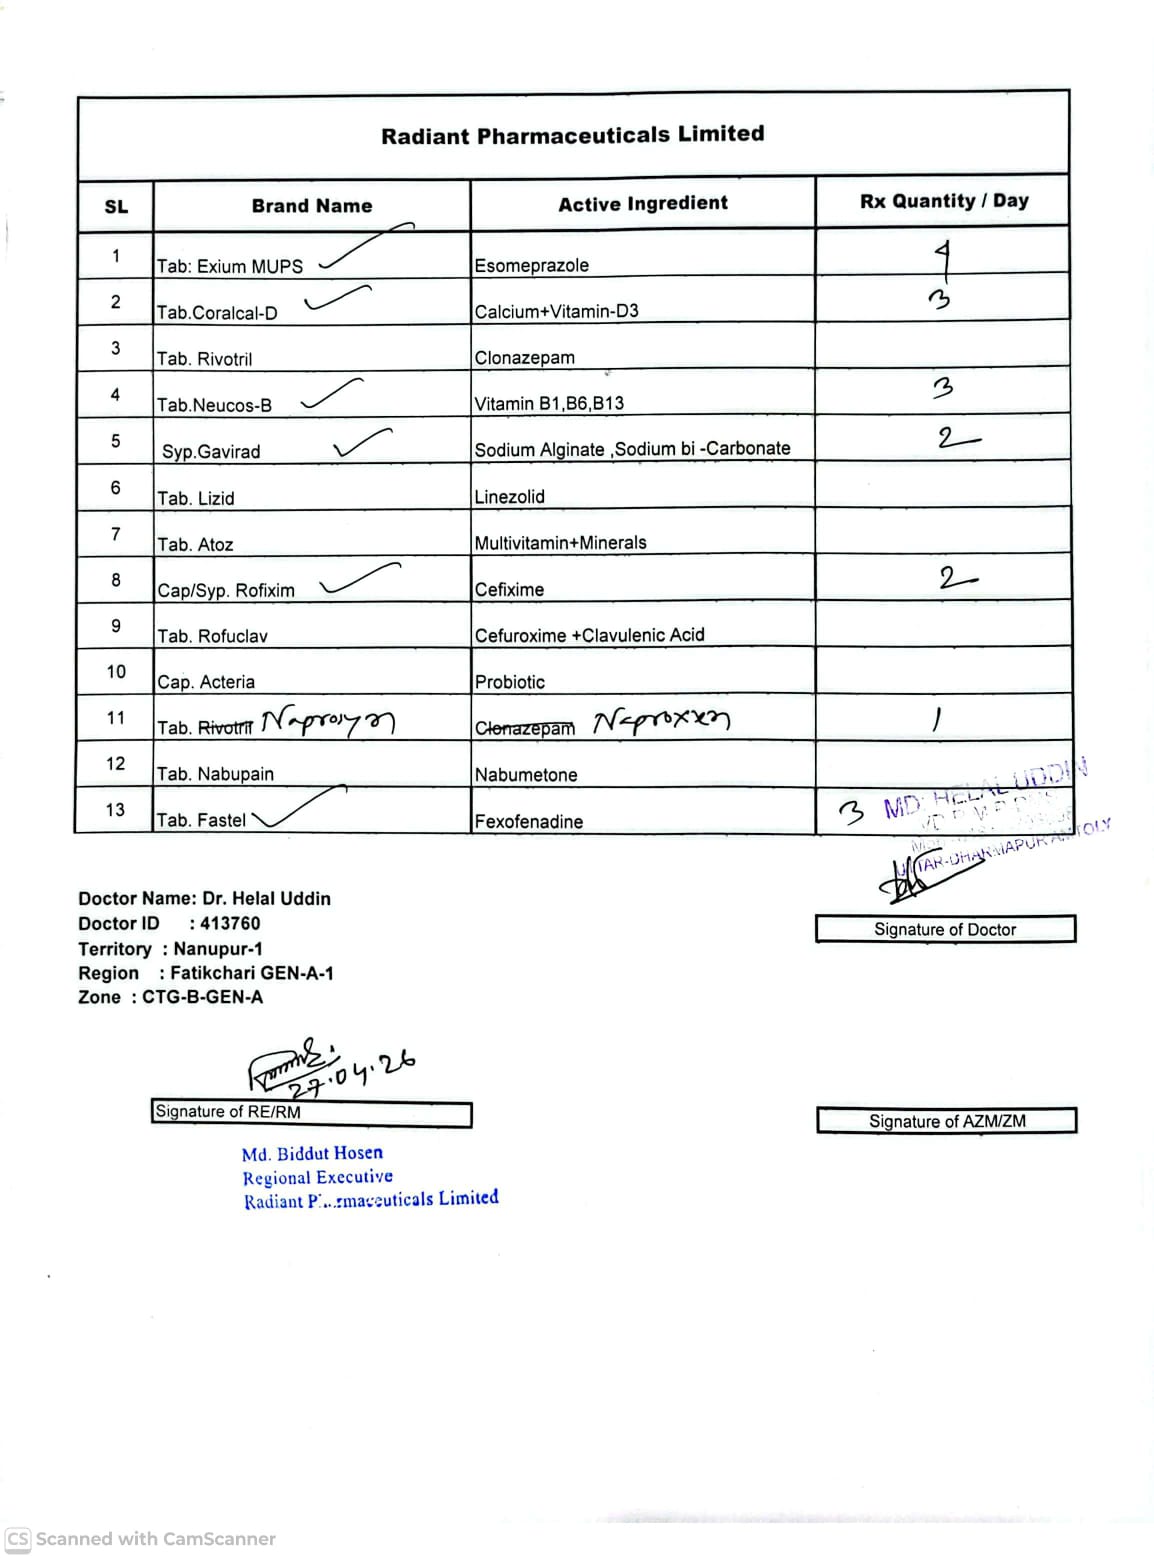 Radiant Pharmaceuticals Limited
SL Brand Name Active Ingredient Rx Quantity / Day
1 Tab: Exium MUPS Esomeprazole 4
2 Tab.Coralcal-D Calcium+Vitamin-D3 3
3 Tab. Rivotril Clonazepam
4 Tab.Neucos-B Vitamin B1,B6,B13 3
5 Syp.Gavirad Sodium Alginate ,Sodium bi -Carbonate 2
6 Tab. Lizid Linezolid
7 Tab. Atoz Multivitamin+Minerals
8 Cap/Syp. Rofixim Cefixime 2
9 Tab. Rofuclav Cefuroxime +Clavulenic Acid
10 Cap. Acteria Probiotic
11 Tab. Rivotril Naprosyn Clonazepam Naproxen 1
12 Tab. Nabupain Nabumetone
13 Tab. Fastel Fexofenadine 3
MD. HELAL UDDIN
Doctor Name: Dr. Helal Uddin
Doctor ID : 413760
Signature of Doctor
Territory : Nanupur-1
Region : Fatikchari GEN-A-1
Zone : CTG-B-GEN-A
27.04.26
Signature of RE/RM
Signature of AZM/ZM
Md. Biddut Hosen
Regional Executive
Radiant Pharmaceuticals Limited
CS Scanned with CamScanner